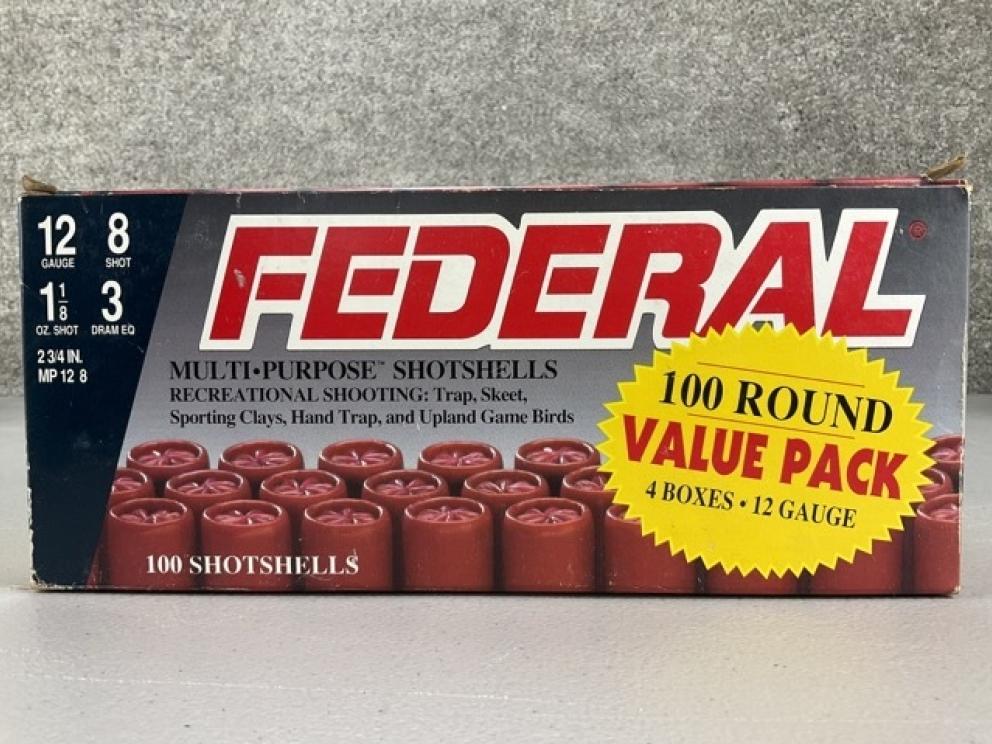 12 8
GAUGE SHOT
1 1/8 3
OZ. SHOT DRAM EQ
2 3/4 IN.
MP 12 8
FEDERAL®
MULTI•PURPOSE™ SHOTSHELLS
RECREATIONAL SHOOTING: Trap, Skeet,
Sporting Clays, Hand Trap, and Upland Game Birds
100 ROUND
VALUE PACK
4 BOXES • 12 GAUGE
100 SHOTSHELLS